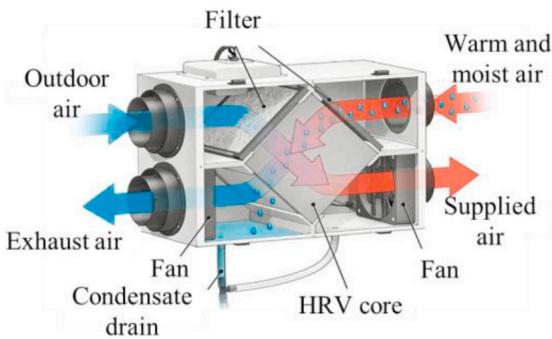 Filter
Warm and
moist air
Outdoor
air
Exhaust air
Supplied
air
Fan
Fan
Condensate
drain
HRV core